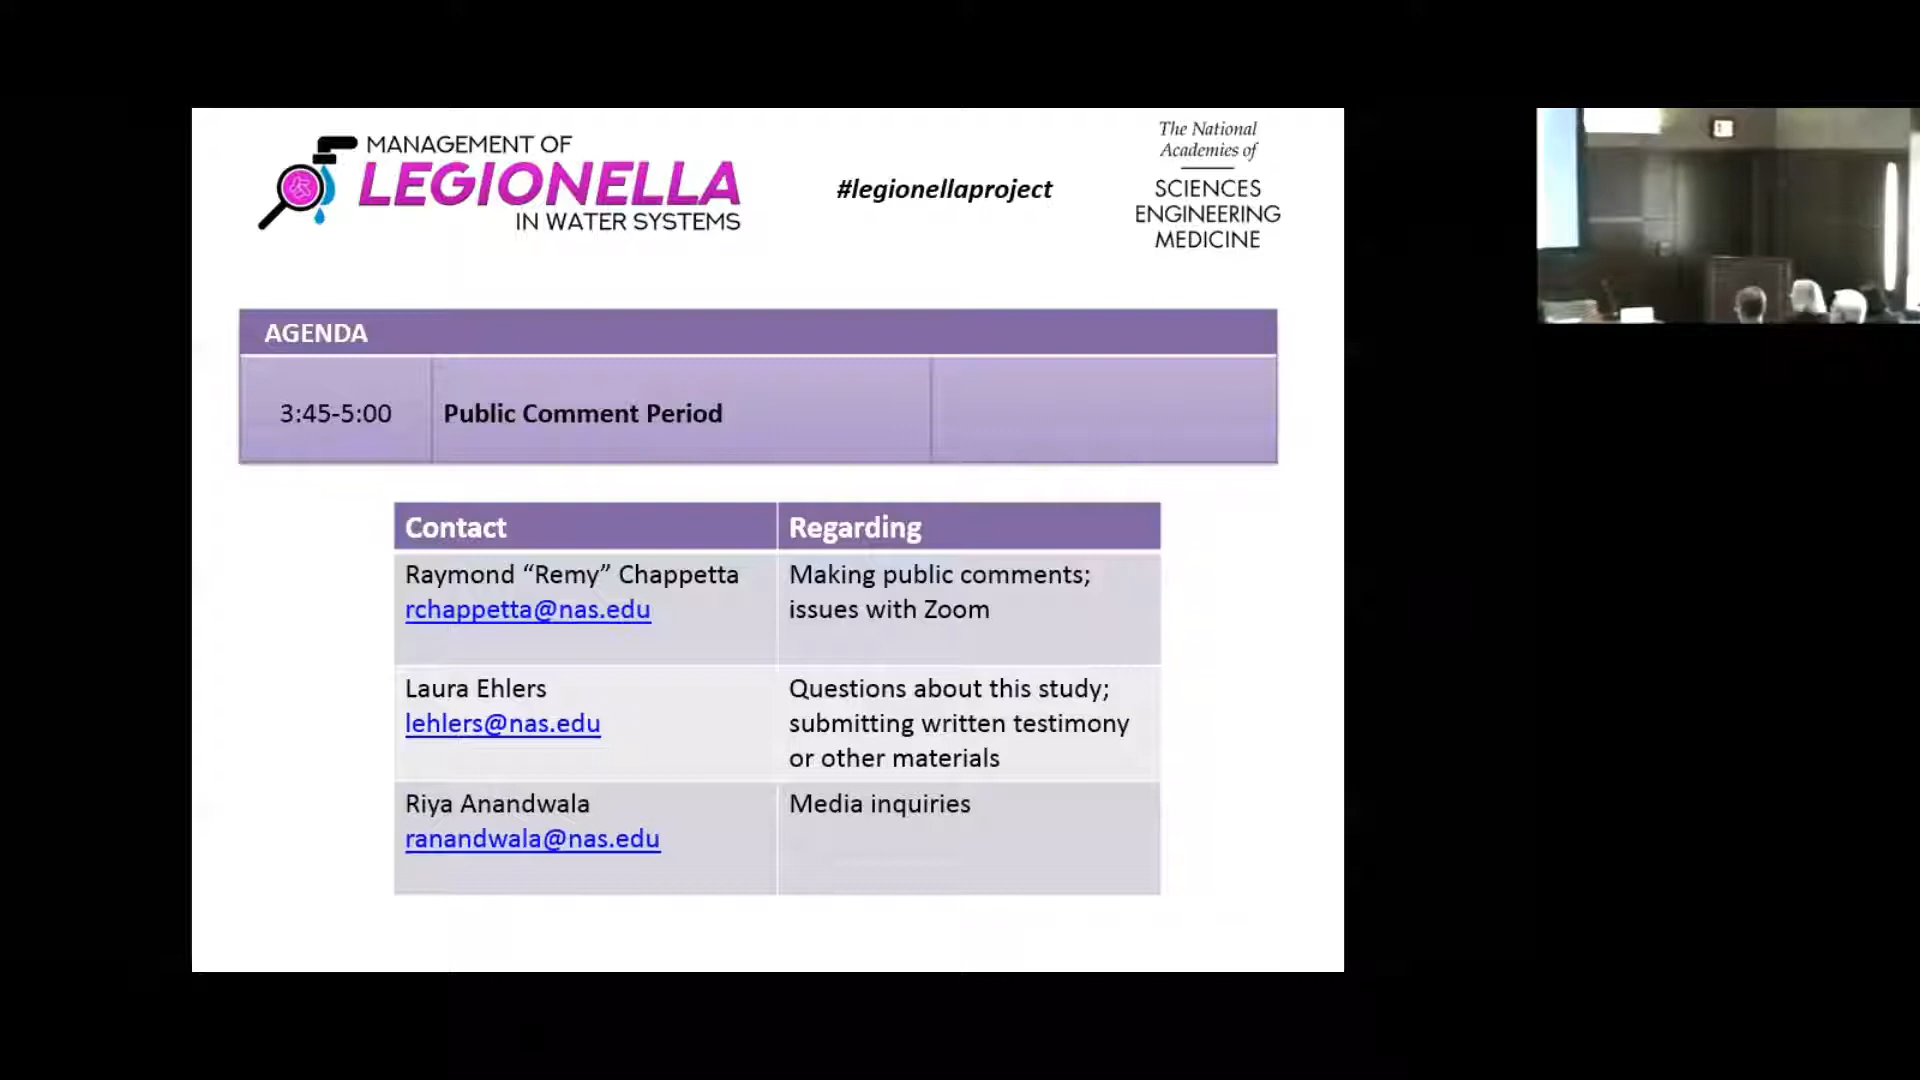 MANAGEMENT OF
LEGIONELLA
IN WATER SYSTEMS
#legionellaproject
The National
Academies of
SCIENCES
ENGINEERING
MEDICINE
AGENDA
3:45-5:00 Public Comment Period
Contact Regarding
Raymond “Remy” Chappetta Making public comments;
rchappetta@nas.edu issues with Zoom
Laura Ehlers Questions about this study;
lehlers@nas.edu submitting written testimony
or other materials
Riya Anandwala Media inquiries
ranandwala@nas.edu